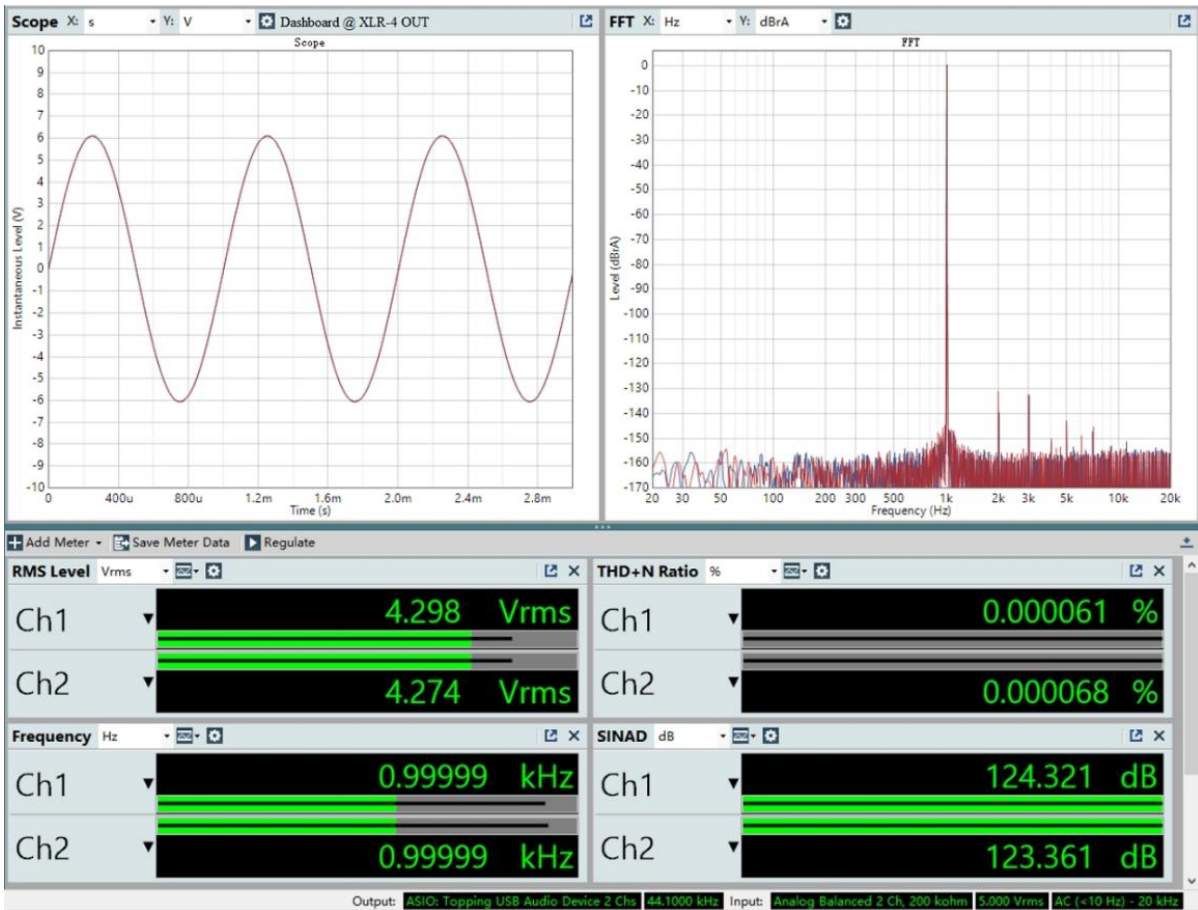 Scope X: s Y: V Dashboard @ XLR-4 OUT
Scope
10
9
8
7
6
5
4
3
2
1
0
-1
-2
-3
-4
-5
-6
-7
-8
-9
-10
Instantaneous Level (V)
0 400u 800u 1.2m 1.6m 2.0m 2.4m 2.8m
Time (s)
FFT X: Hz Y: dBrA
FFT
0
-10
-20
-30
-40
-50
-60
-70
-80
-90
-100
-110
-120
-130
-140
-150
-160
-170
Level (dBrA)
20 30 50 100 200 300 500 1k 2k 3k 5k 10k 20k
Frequency (Hz)
Add Meter Save Meter Data Regulate
RMS Level Vrms
Ch1 4.298 Vrms
Ch2 4.274 Vrms
THD+N Ratio %
Ch1 0.000061 %
Ch2 0.000068 %
Frequency Hz
Ch1 0.99999 kHz
Ch2 0.99999 kHz
SINAD dB
Ch1 124.321 dB
Ch2 123.361 dB
Output: ASIO: Topping USB Audio Device 2 Chs 44.1000 kHz Input: Analog Balanced 2 Ch, 200 kohm 5.000 Vrms AC (<10 Hz) - 20 kHz